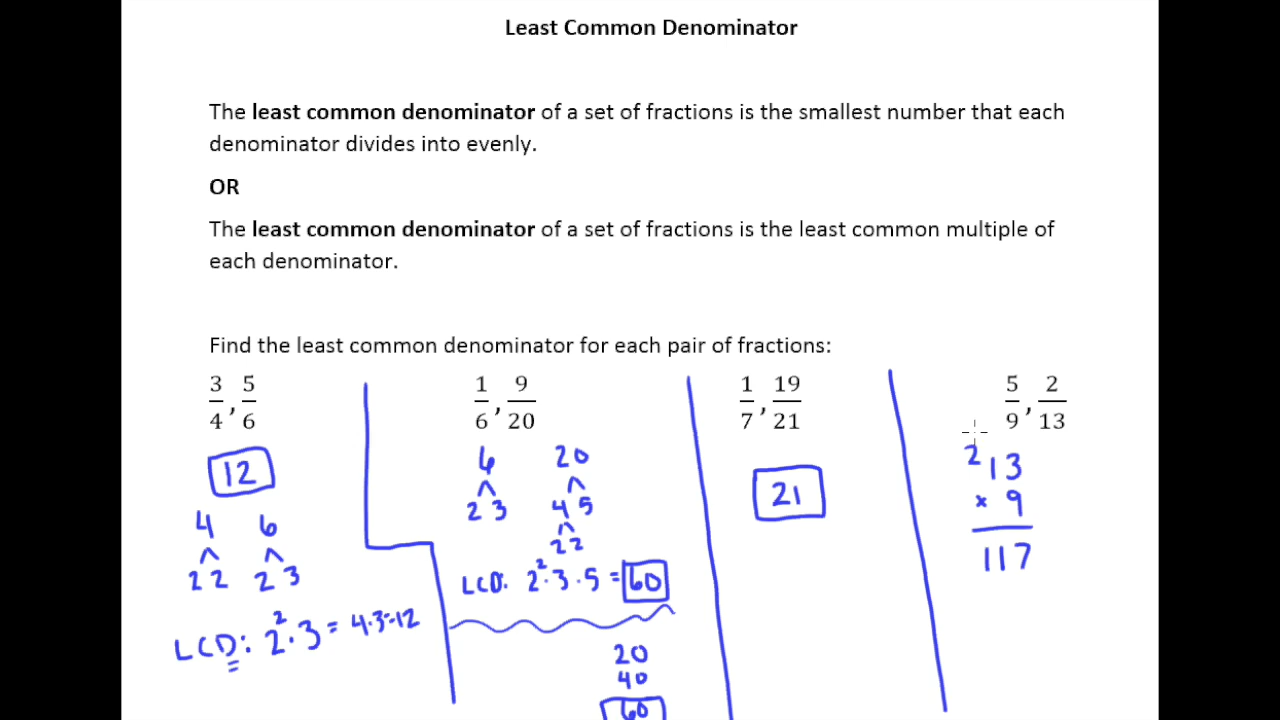 Least Common Denominator
The least common denominator of a set of fractions is the smallest number that each
denominator divides into evenly.
OR
The least common denominator of a set of fractions is the least common multiple of
each denominator.
Find the least common denominator for each pair of fractions:
3/4, 5/6
12
4 6
2 2 2 3
LCD: 2² · 3 = 4·3=12
1/6, 9/20
6 20
2 3 4 5
2 2
LCD: 2² · 3 · 5 = 60
20
40
60
1/7, 19/21
21
5/9, 2/13
2
13
× 9
117